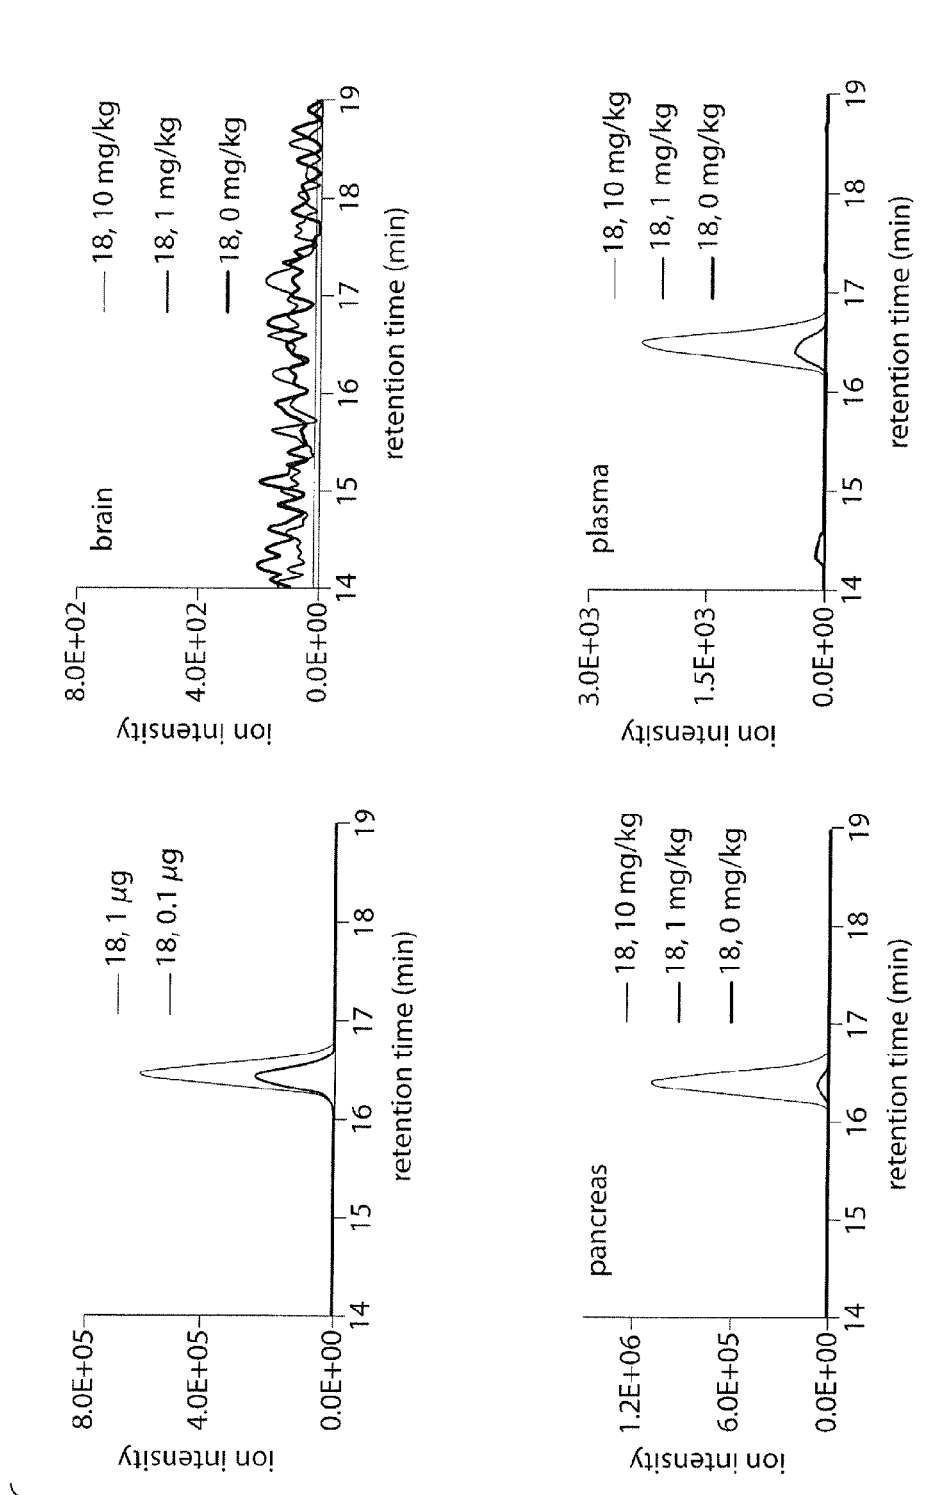 8.0E+05
4.0E+05
0.0E+00
ion intensity
14 15 16 17 18 19
retention time (min)
18, 1 μg
18, 0.1 μg
8.0E+02
4.0E+02
0.0E+00
ion intensity
brain
14 15 16 17 18 19
retention time (min)
18, 10 mg/kg
18, 1 mg/kg
18, 0 mg/kg
1.2E+06
6.0E+05
0.0E+00
ion intensity
pancreas
14 15 16 17 18 19
retention time (min)
18, 10 mg/kg
18, 1 mg/kg
18, 0 mg/kg
3.0E+03
1.5E+03
0.0E+00
ion intensity
plasma
14 15 16 17 18 19
retention time (min)
18, 10 mg/kg
18, 1 mg/kg
18, 0 mg/kg